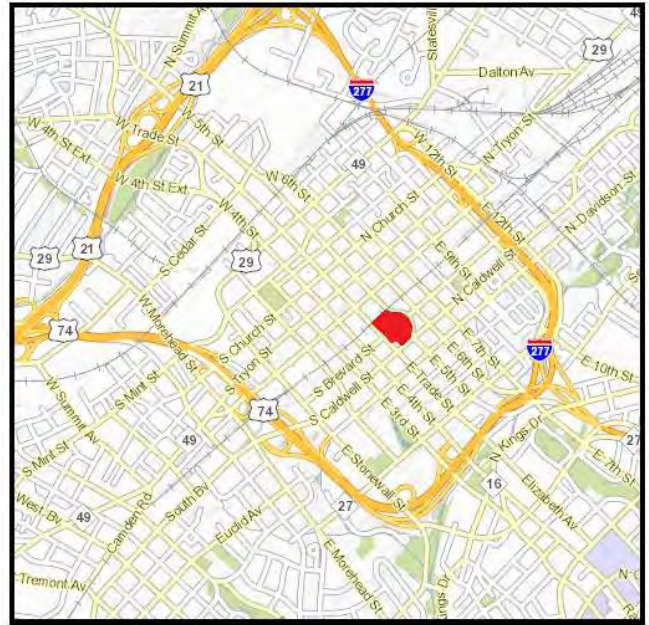 N Summit A
Statesvill
49
29
21
Dalton Av
277
W 5th St
W Trade St
W 4th St Ext
49
W 12th St
N Tryon St
W 4th St Ext
W 6th St
N Church St
E 12th St
N Davidson St
W 4th St
S Cedar St
E 9th St
N Caldwell St
21
29
29
74
W Morehead St
S Church St
S Tryon St
S Brevard St
E 7th St
E 6th St
277
E 10th St
E Trade St
E 5th St
S Mint St
S Caldwell St
E 4th St
74
E 3rd St
N Kings Dr
W Summit Av
27
E 7th St
S Mint St
49
E Stonewall St
16
Elizabeth Av
West Bv
49
Camden Rd
South Bv
27
Euclid Av
E Morehead St
Tremont Av
ngs Dr
N C
Ra